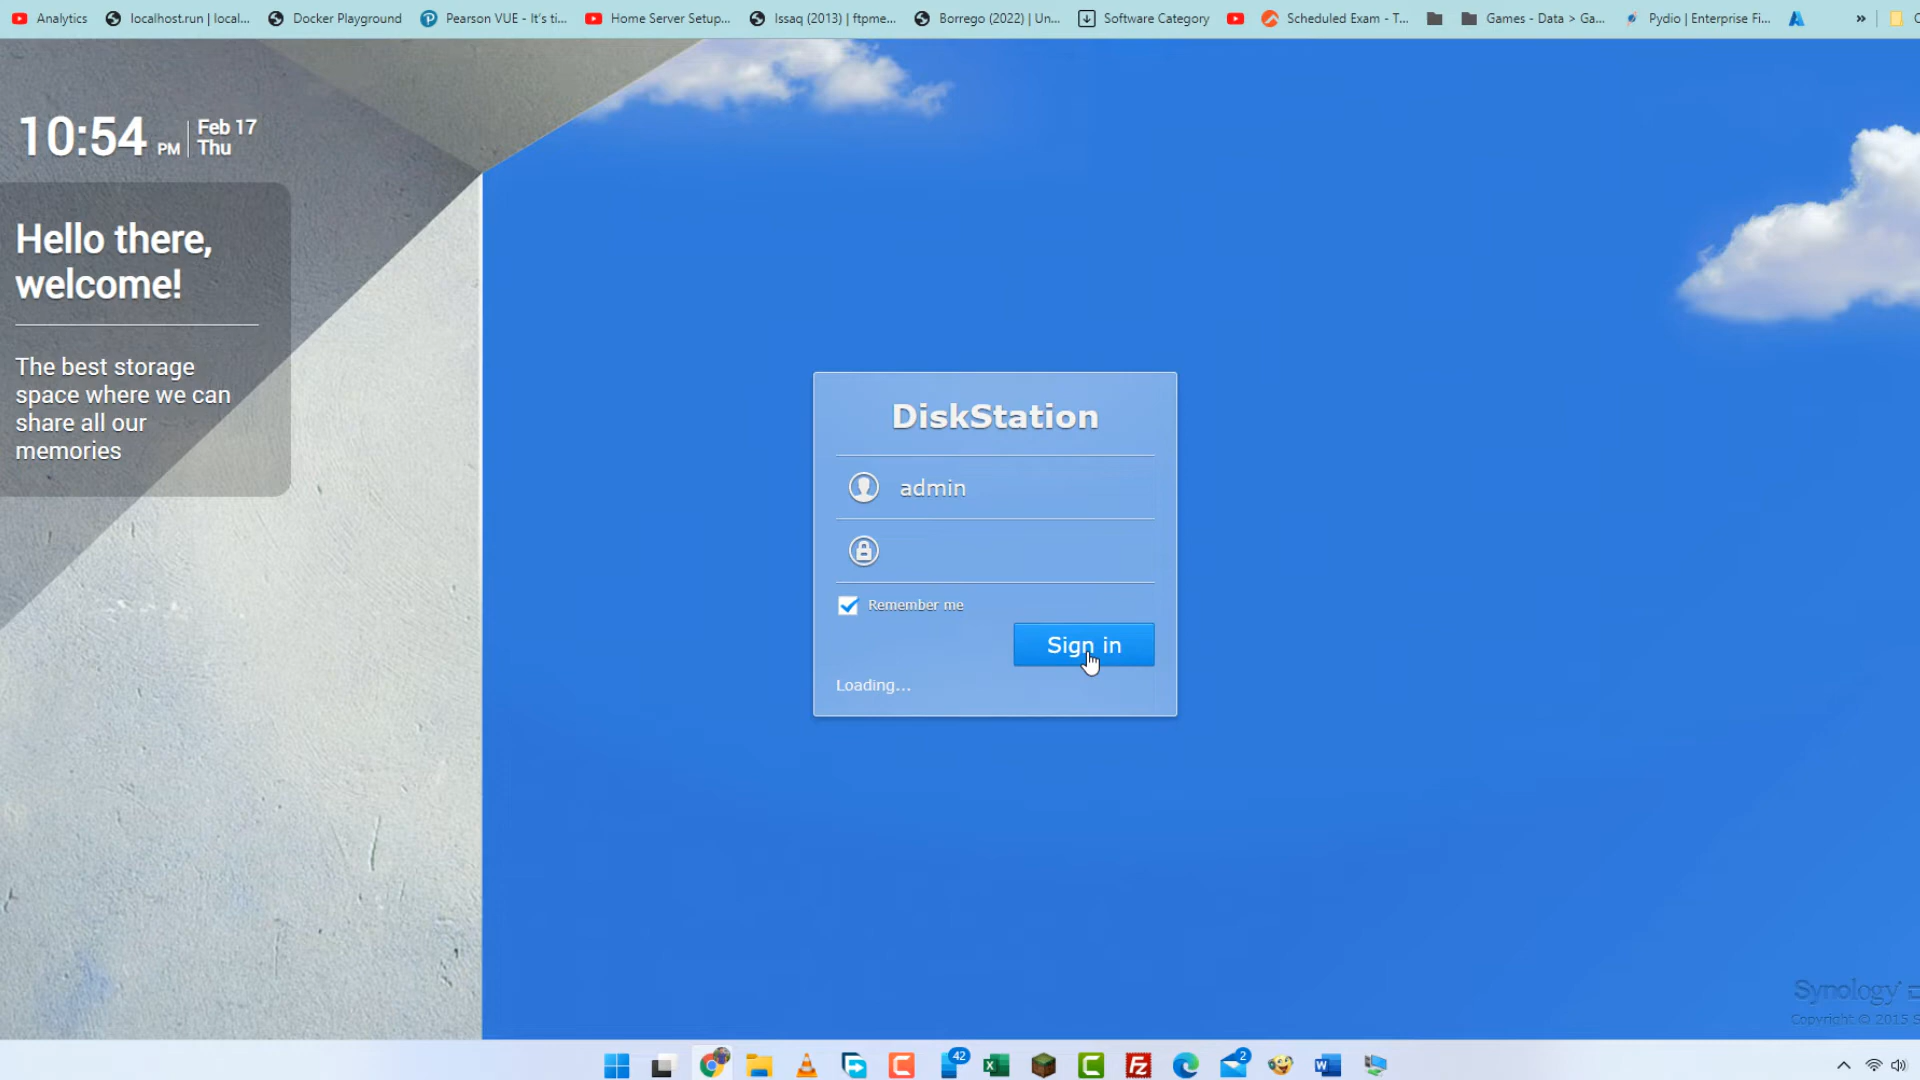 Analytics
localhost.run | local...
Docker Playground
Pearson VUE - It's ti...
Home Server Setup...
Issaq (2013) | ftpme...
Borrego (2022) | Un...
Software Category
Scheduled Exam - T...
Games - Data > Ga...
Pydio | Enterprise Fi...
»
10:54 PM
Feb 17
Thu
Hello there,
welcome!
The best storage
space where we can
share all our
memories
DiskStation
admin
Remember me
Sign in
Loading...
Synology
Copyright © 2015 S
42
2